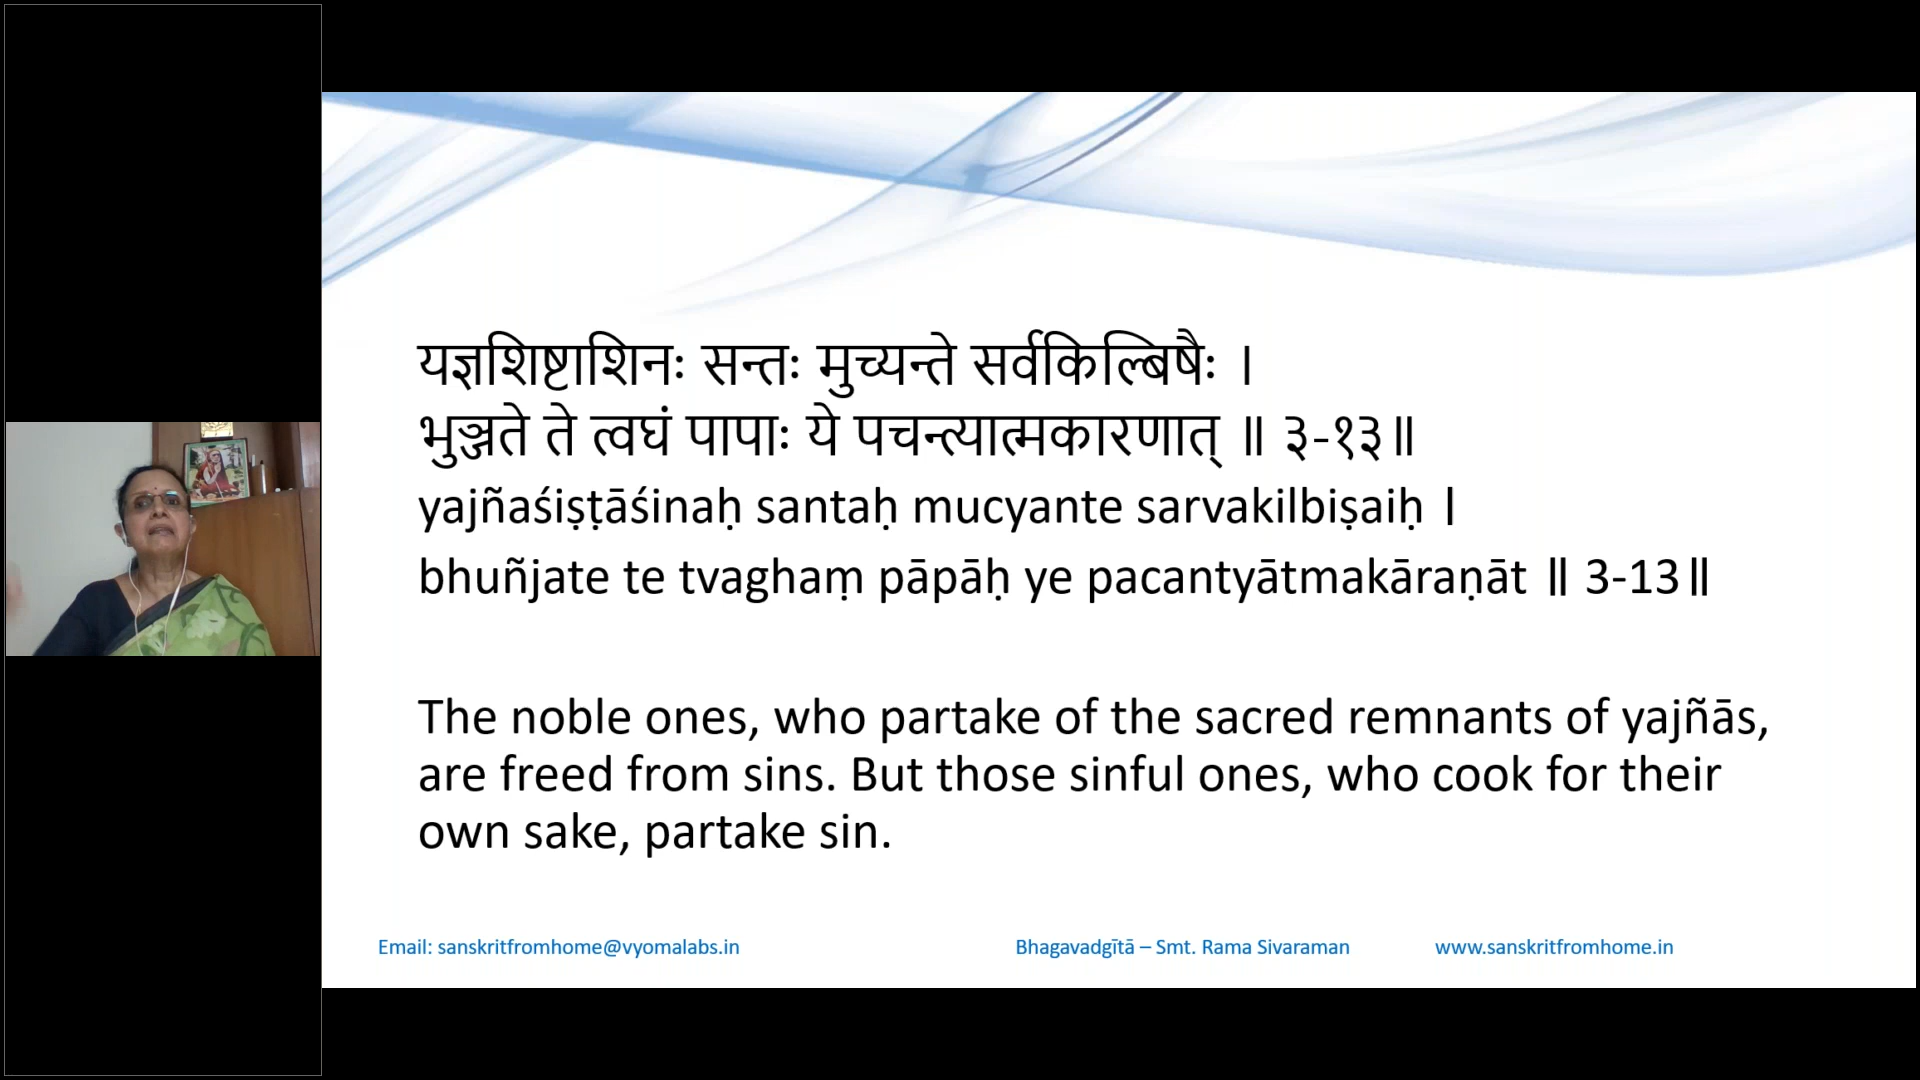 यज्ञशिष्टाशिनः सन्तः मुच्यन्ते सर्वकिल्बिषैः ।
भुञ्जते ते त्वघं पापाः ये पचन्त्यात्मकारणात् ॥ ३-१३॥
yajñaśiṣṭāśinaḥ santaḥ mucyante sarvakilbiṣaiḥ ।
bhuñjate te tvaghaṃ pāpāḥ ye pacantyātmakāraṇāt ॥ 3-13॥
The noble ones, who partake of the sacred remnants of yajñās,
are freed from sins. But those sinful ones, who cook for their
own sake, partake sin.
Email: sanskritfromhome@vyomalabs.in Bhagavadgītā – Smt. Rama Sivaraman www.sanskritfromhome.in